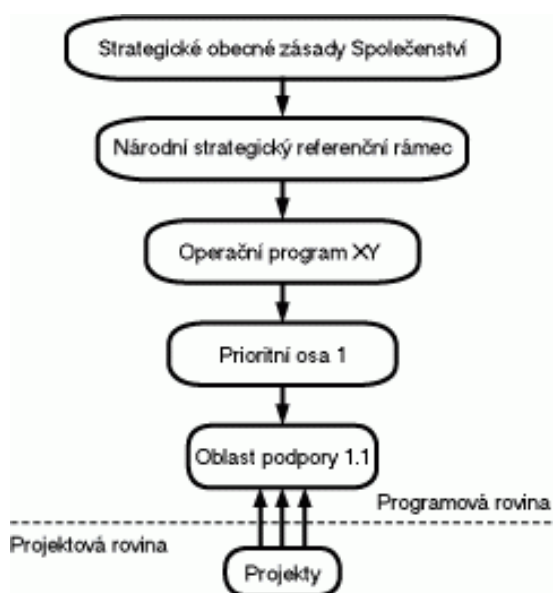 Strategické obecné zásady Společenství
Národní strategický referenční rámec
Operační program XY
Prioritní osa 1
Oblast podpory 1.1
Programová rovina
Projektová rovina
Projekty